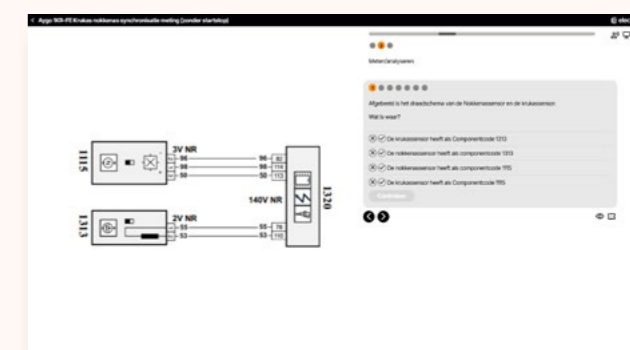 < Aygo 1KR-FE Krukas nokkenas synchronisatie meting (zonder startstop)
elec
Meten/analyseren
Afgebeeld is het draadschema van de Nokkenassensor en de krukassensor.
Wat is waar?
De krukassensor heeft als Componentcode 1313
De nokkenassensor heeft als componentcode 1313
De nokkenassensor heeft als componentcode 1115
De krukassensor heeft als Componentcode 1115
Controleer
1115
3V NR
96
98
50
96
98
50
82
114
113
140V NR
1320
1313
2V NR
55
53
55
53
78
110